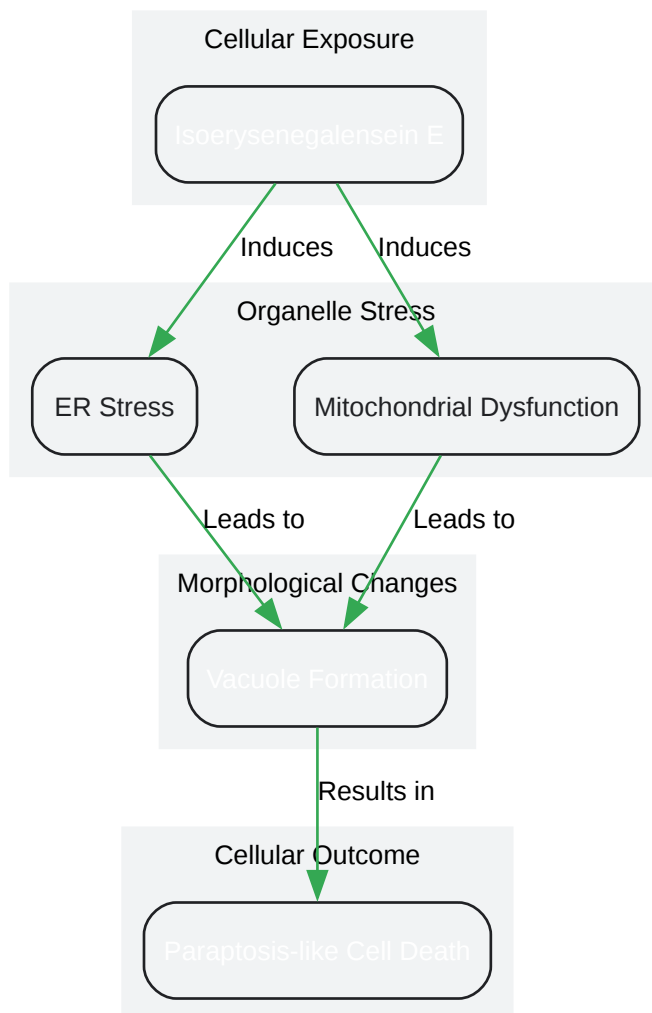 Cellular Exposure
Isoerysenegalensein E
Induces Induces
Organelle Stress
ER Stress Mitochondrial Dysfunction
Leads to Leads to
Morphological Changes
Vacuole Formation
Results in
Cellular Outcome
Paraptosis-like Cell Death